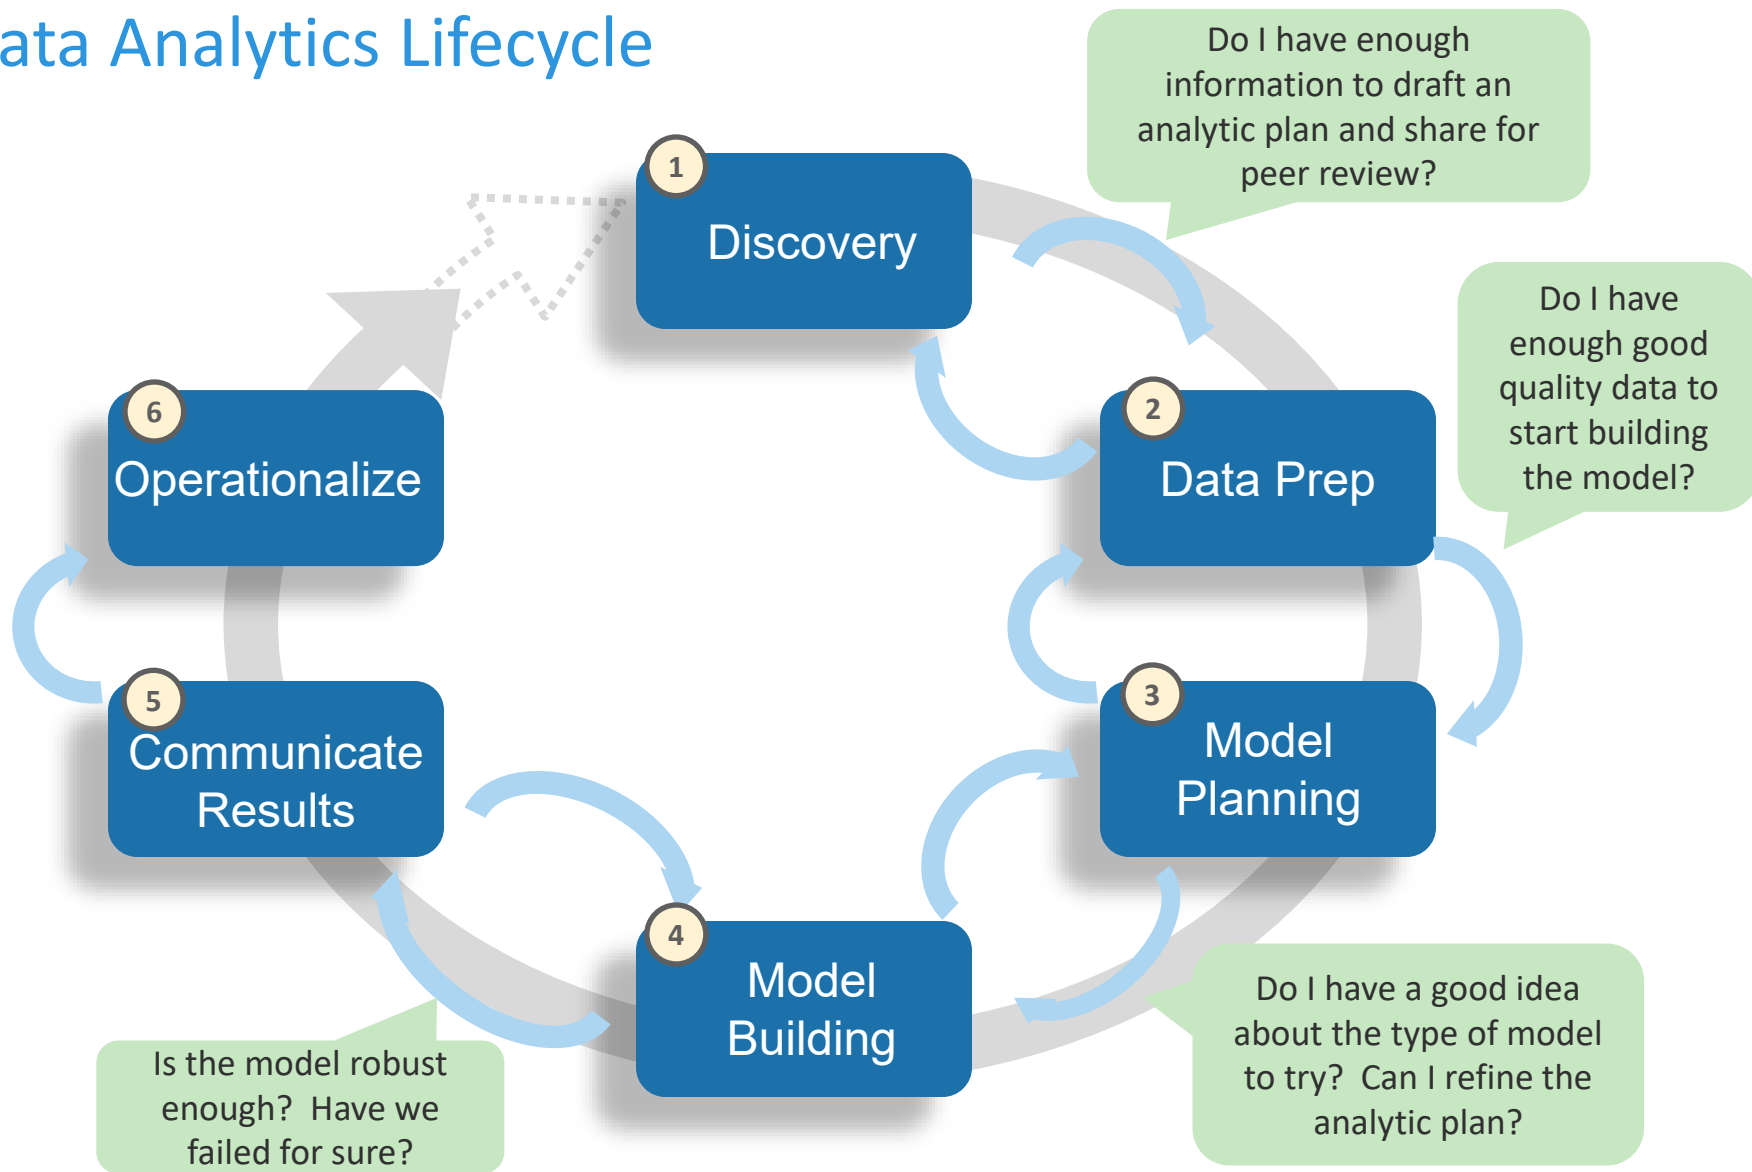 ata Analytics Lifecycle
Do I have enough
information to draft an
analytic plan and share for
peer review?
1
Discovery
Do I have
enough good
quality data to
start building
the model?
6
Operationalize
2
Data Prep
5
Communicate
Results
3
Model
Planning
4
Model
Building
Do I have a good idea
about the type of model
to try?  Can I refine the
analytic plan?
Is the model robust
enough?  Have we
failed for sure?